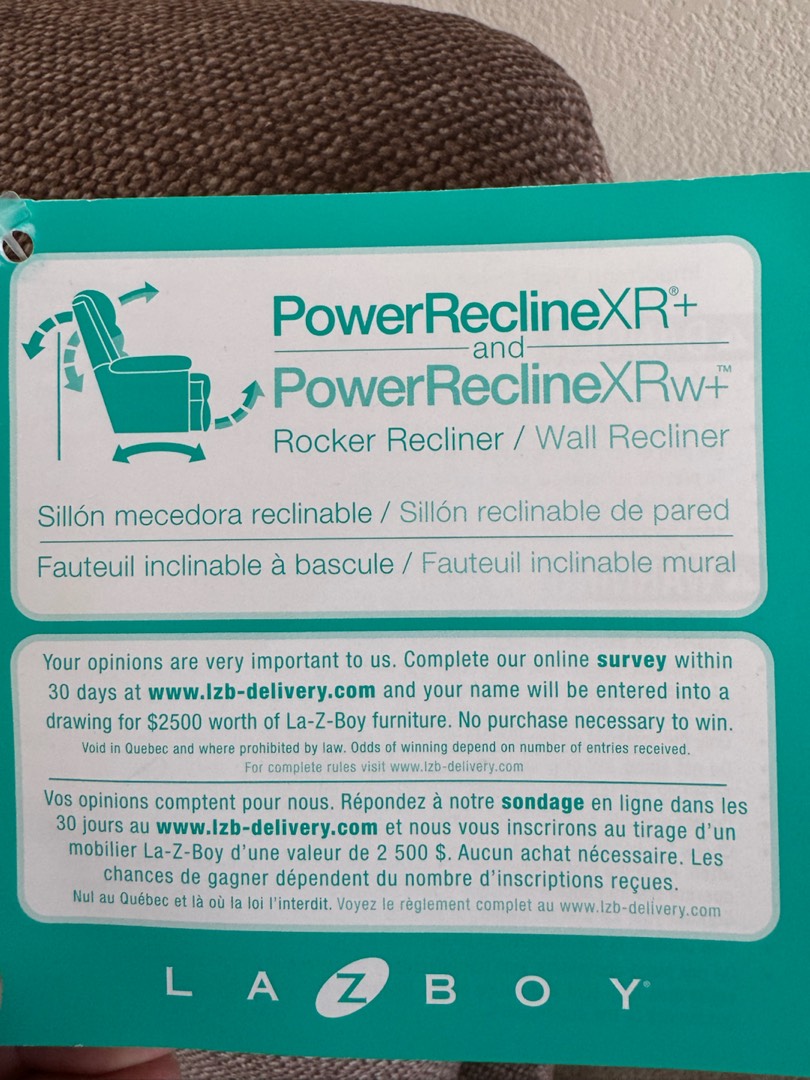 PowerReclineXR®+
and
PowerReclineXRw+™
Rocker Recliner / Wall Recliner
Sillón mecedora reclinable / Sillón reclinable de pared
Fauteuil inclinable à bascule / Fauteuil inclinable mural
Your opinions are very important to us. Complete our online survey within
30 days at www.lzb-delivery.com and your name will be entered into a
drawing for $2500 worth of La-Z-Boy furniture. No purchase necessary to win.
Void in Quebec and where prohibited by law. Odds of winning depend on number of entries received.
For complete rules visit www.lzb-delivery.com
Vos opinions comptent pour nous. Répondez à notre sondage en ligne dans les
30 jours au www.lzb-delivery.com et nous vous inscrirons au tirage d'un
mobilier La-Z-Boy d'une valeur de 2 500 $. Aucun achat nécessaire. Les
chances de gagner dépendent du nombre d'inscriptions reçues.
Nul au Québec et là où la loi l'interdit. Voyez le règlement complet au www.lzb-delivery.com
LAZBOY®